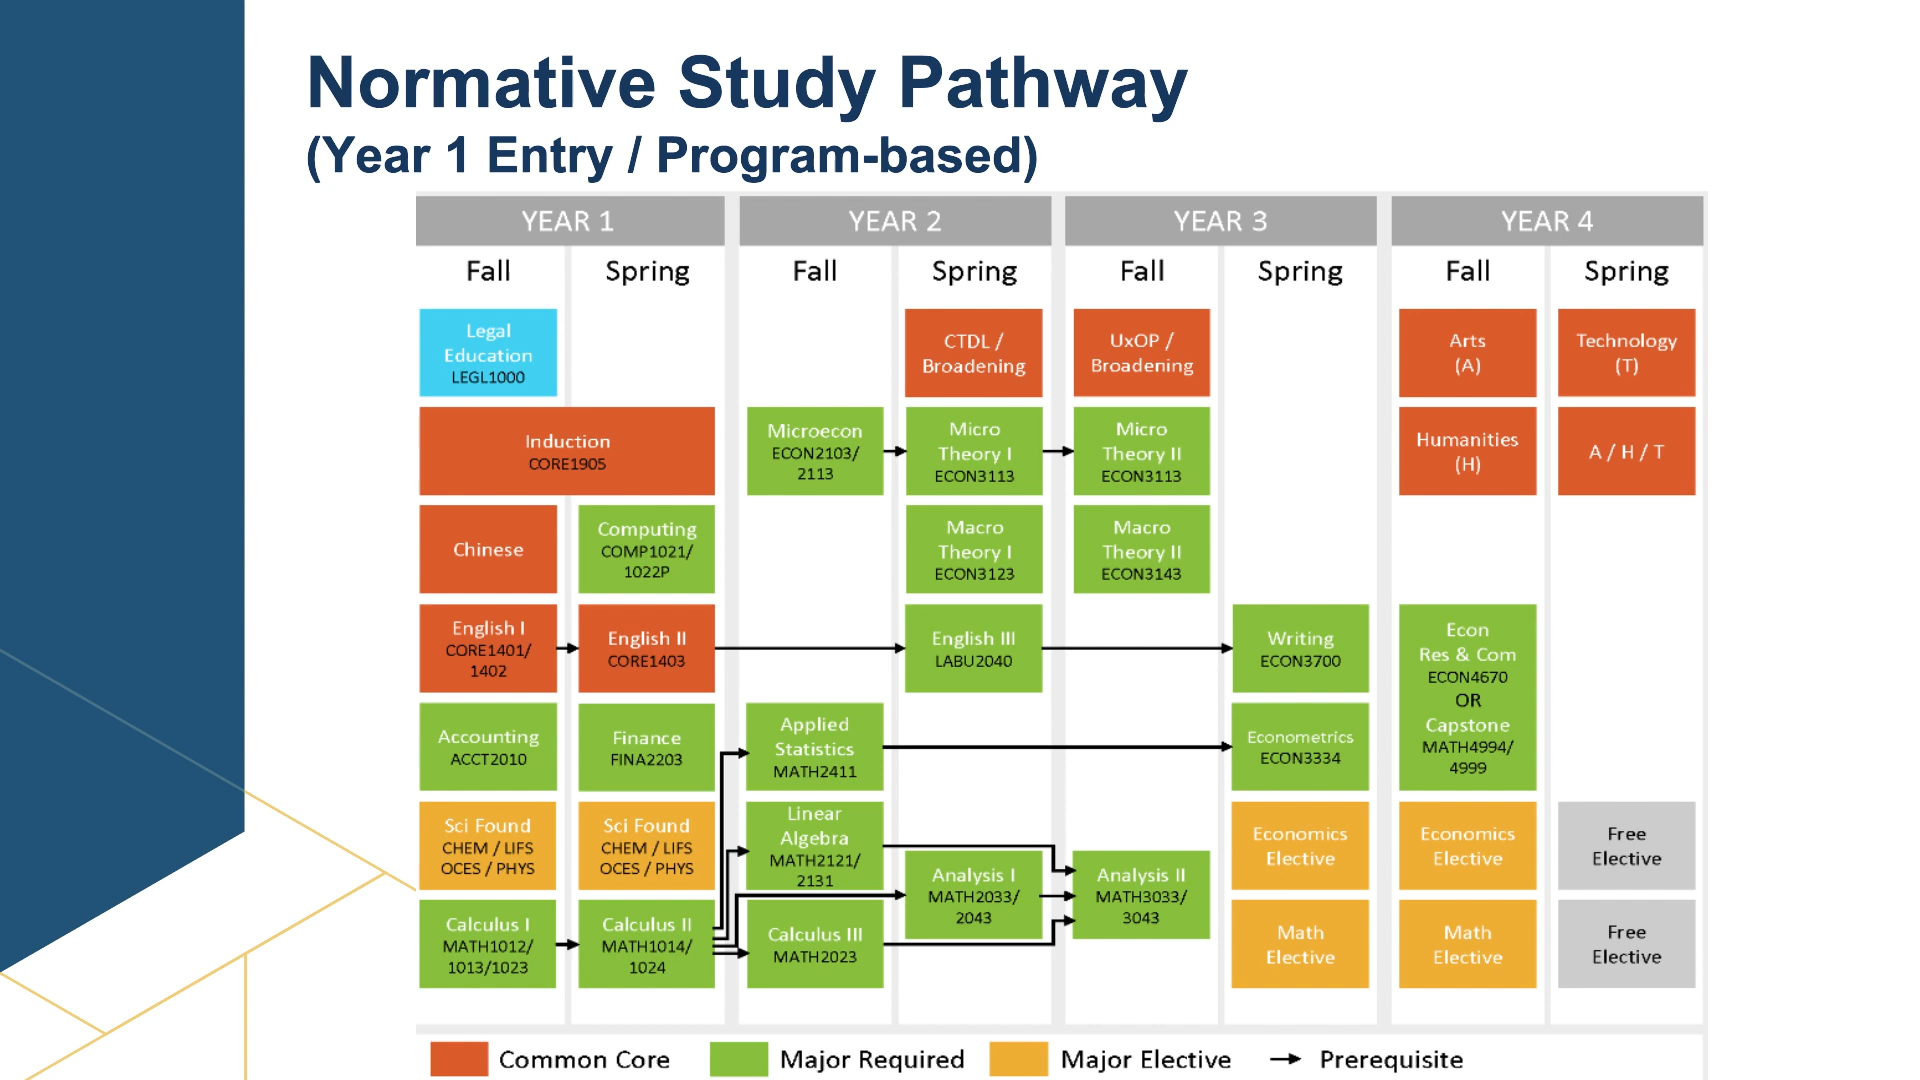 Normative Study Pathway
(Year 1 Entry / Program-based)
YEAR 1
YEAR 2
YEAR 3
YEAR 4
Fall
Spring
Fall
Spring
Fall
Spring
Fall
Spring
Legal
Education
LEGL1000
CTDL /
Broadening
UxOP /
Broadening
Arts
(A)
Technology
(T)
Induction
CORE1905
Microecon
ECON2103/
2113
Micro
Theory I
ECON3113
Micro
Theory II
ECON3113
Humanities
(H)
A / H / T
Chinese
Computing
COMP1021/
1022P
Macro
Theory I
ECON3123
Macro
Theory II
ECON3143
English I
CORE1401/
1402
English II
CORE1403
English III
LABU2040
Writing
ECON3700
Econ
Res & Com
ECON4670
OR
Capstone
MATH4994/
4999
Accounting
ACCT2010
Finance
FINA2203
Applied
Statistics
MATH2411
Econometrics
ECON3334
Sci Found
CHEM / LIFS
OCES / PHYS
Sci Found
CHEM / LIFS
OCES / PHYS
Linear
Algebra
MATH2121/
2131
Analysis I
MATH2033/
2043
Analysis II
MATH3033/
3043
Economics
Elective
Economics
Elective
Free
Elective
Calculus I
MATH1012/
1013/1023
Calculus II
MATH1014/
1024
Calculus III
MATH2023
Math
Elective
Math
Elective
Free
Elective
Common Core
Major Required
Major Elective
Prerequisite